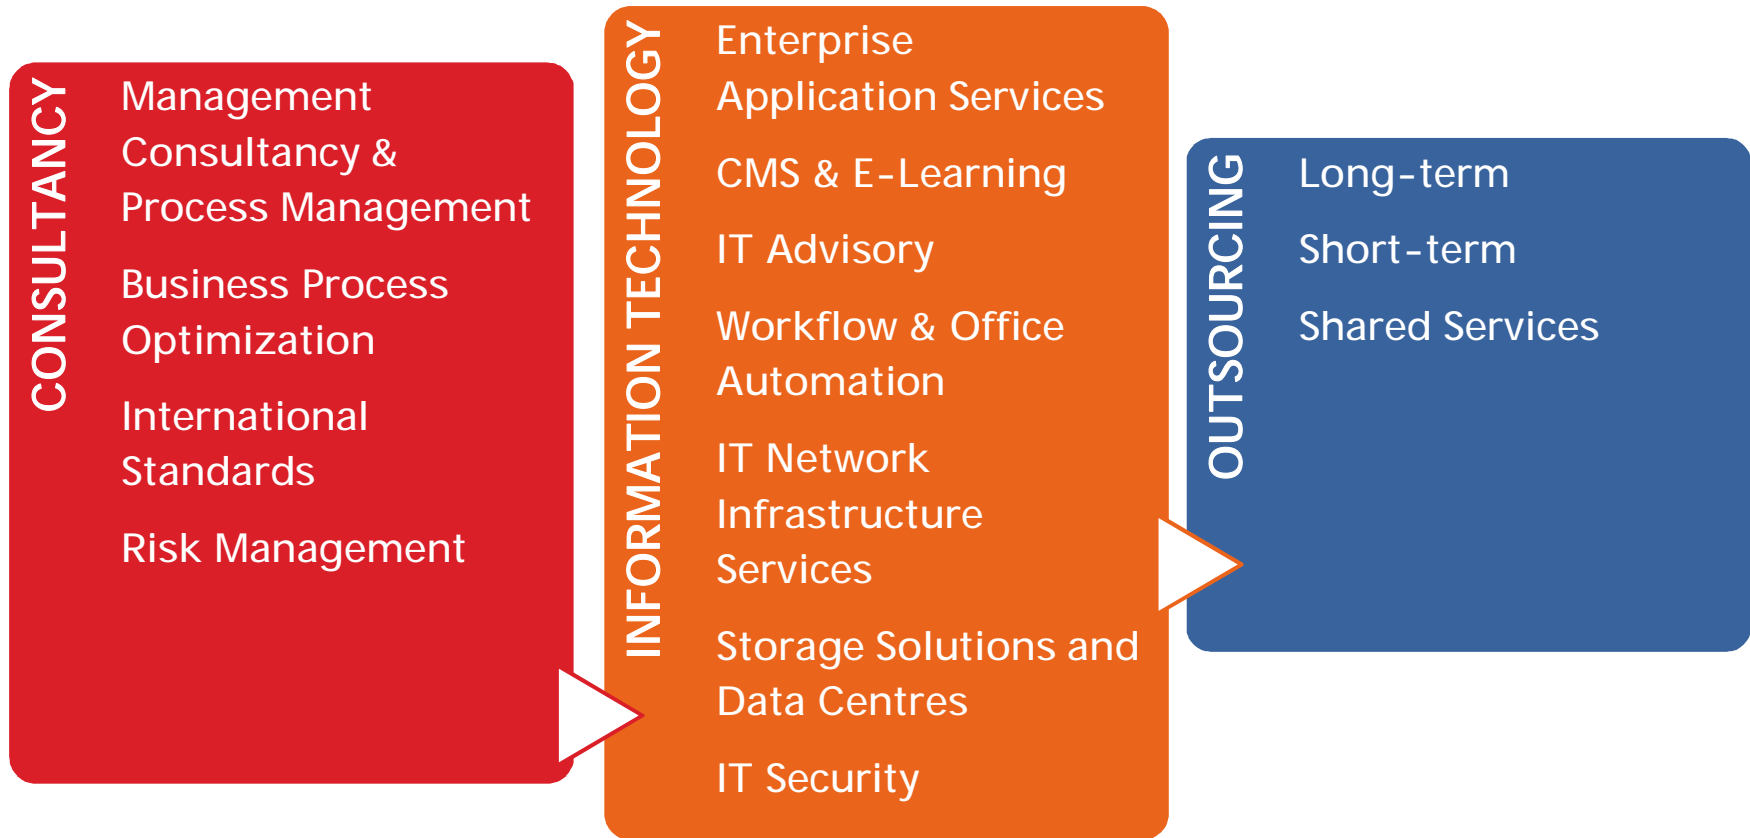 CONSULTANCY
Management
Consultancy &
Process Management
Business Process
Optimization
International
Standards
Risk Management
INFORMATION TECHNOLOGY
Enterprise
Application Services
CMS & E-Learning
IT Advisory
Workflow & Office
Automation
IT Network
Infrastructure
Services
Storage Solutions and
Data Centres
IT Security
OUTSOURCING
Long-term
Short-term
Shared Services